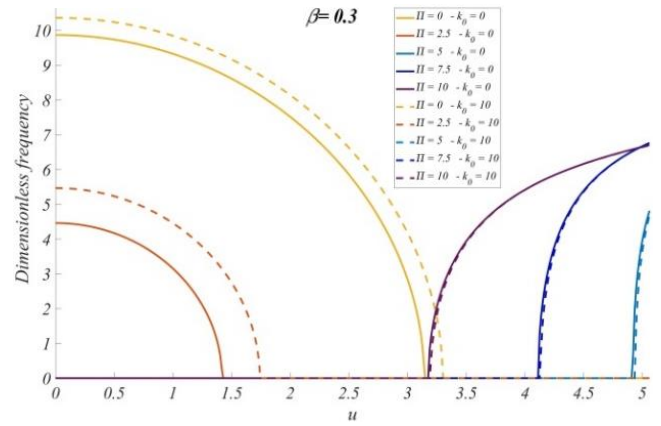 β= 0.3
Π = 0 - k₀ = 0
Π = 2.5 - k₀ = 0
Π = 5 - k₀ = 0
Π = 7.5 - k₀ = 0
Π = 10 - k₀ = 0
Π = 0 - k₀ = 10
Π = 2.5 - k₀ = 10
Π = 5 - k₀ = 10
Π = 7.5 - k₀ = 10
Π = 10 - k₀ = 10
Dimensionless frequency
10
9
8
7
6
5
4
3
2
1
0
0 0.5 1 1.5 2 2.5 3 3.5 4 4.5 5
u